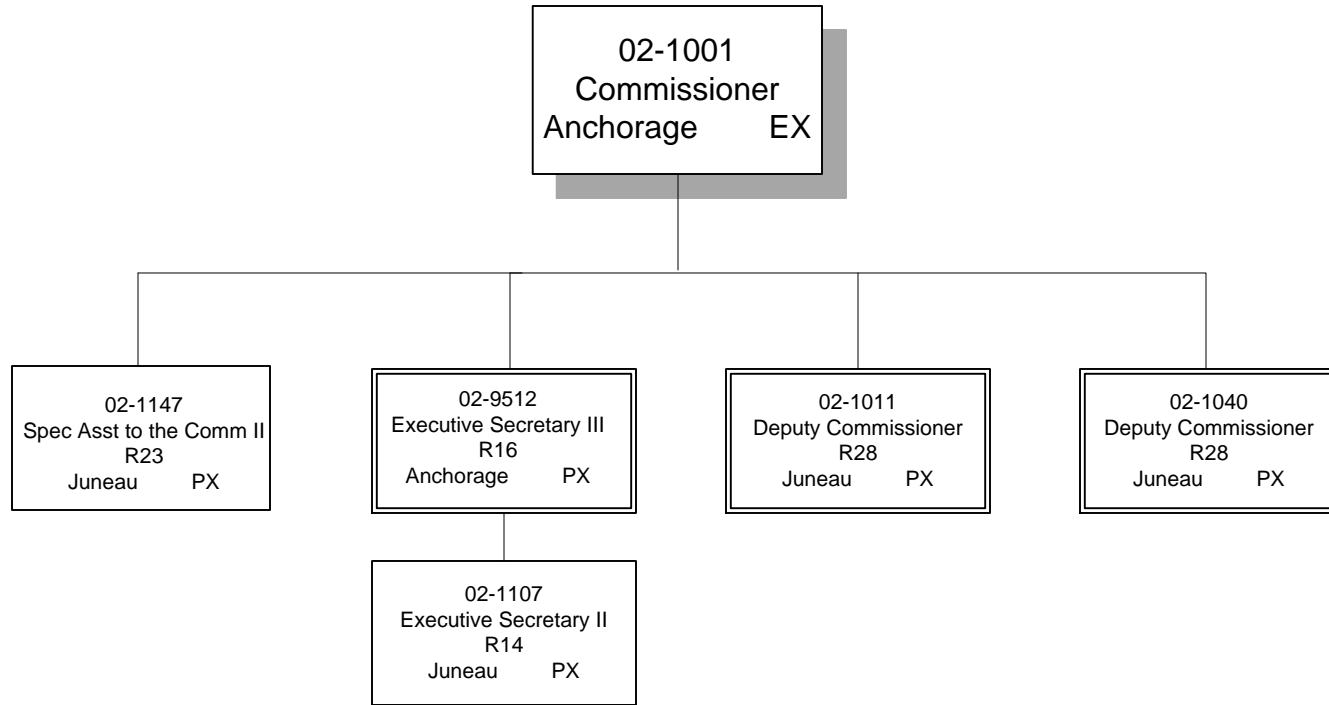 02-1001
Commissioner
Anchorage EX
02-1147
Spec Asst to the Comm II
R23
Juneau PX
02-9512
Executive Secretary III
R16
Anchorage PX
02-1011
Deputy Commissioner
R28
Juneau PX
02-1040
Deputy Commissioner
R28
Juneau PX
02-1107
Executive Secretary II
R14
Juneau PX